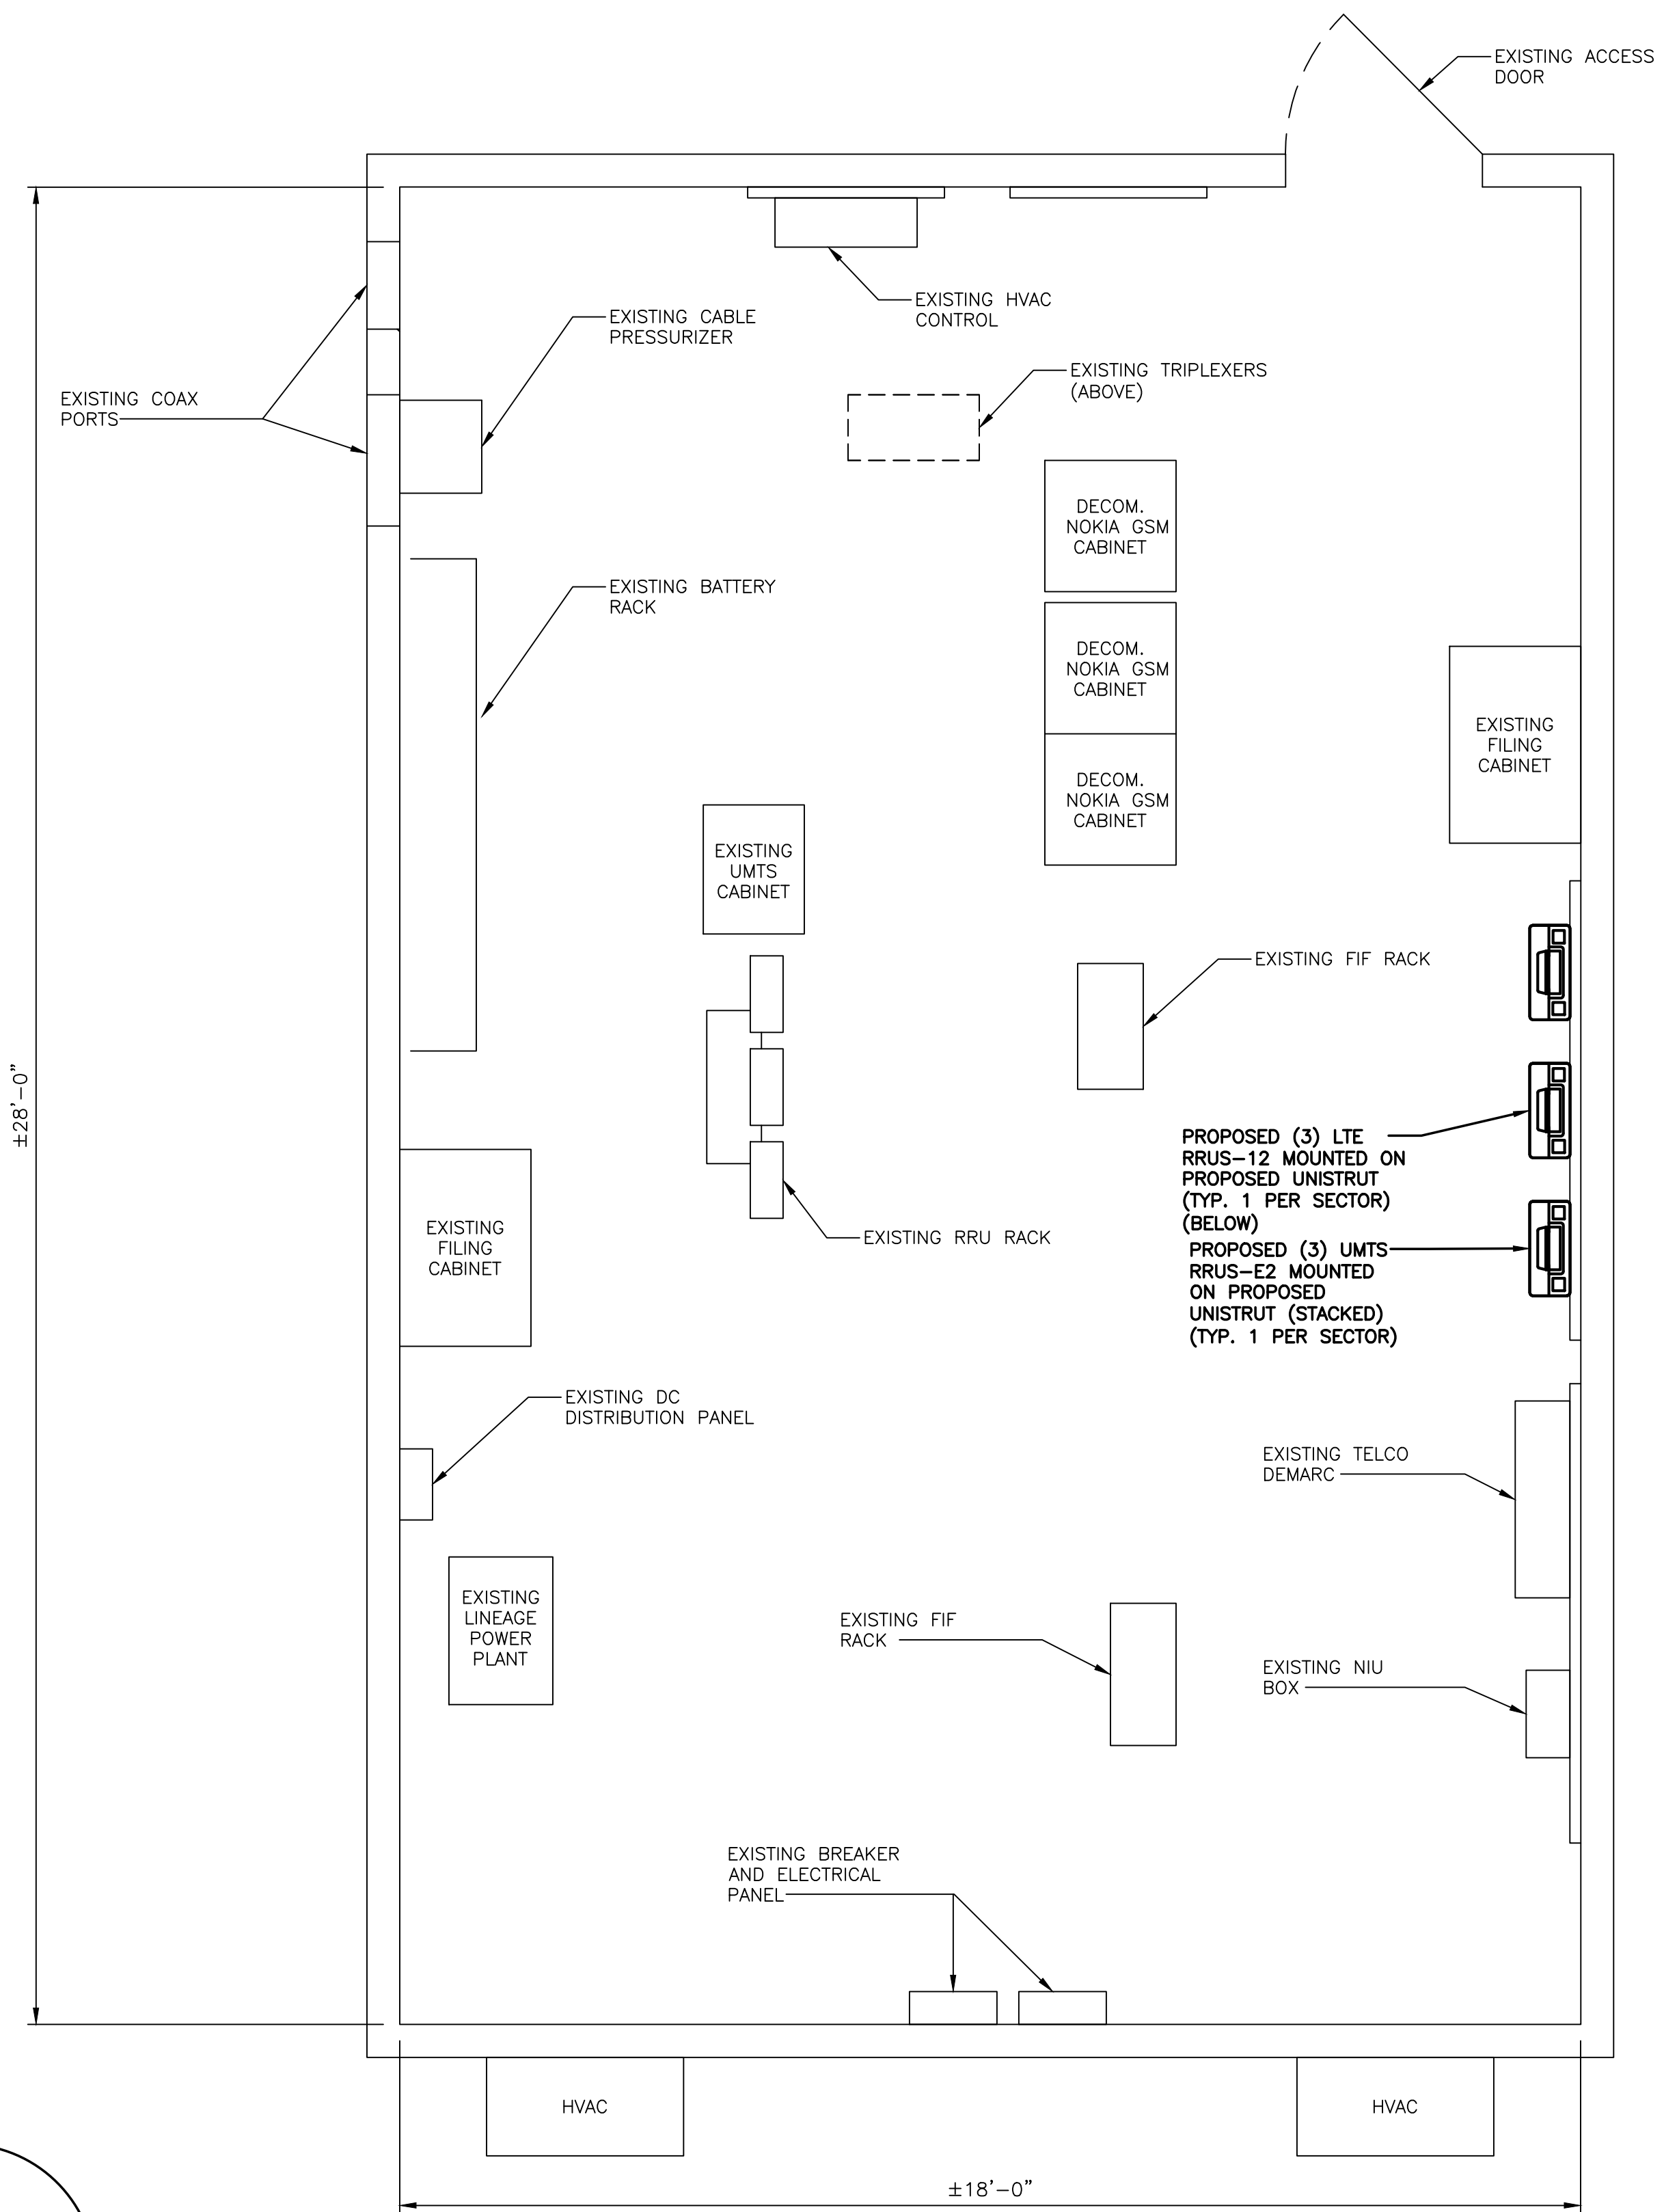 EXISTING ACCESS
DOOR
EXISTING HVAC
CONTROL
EXISTING CABLE
PRESSURIZER
EXISTING TRIPLEXERS
(ABOVE)
EXISTING COAX
PORTS
DECOM.
NOKIA GSM
CABINET
EXISTING BATTERY
RACK
DECOM.
NOKIA GSM
CABINET
EXISTING
FILING
CABINET
DECOM.
NOKIA GSM
CABINET
EXISTING
UMTS
CABINET
EXISTING FIF RACK
±28'-0"
PROPOSED (3) LTE
RRUS-12 MOUNTED ON
PROPOSED UNISTRUT
(TYP. 1 PER SECTOR)
(BELOW)
EXISTING
FILING
CABINET
EXISTING RRU RACK
PROPOSED (3) UMTS
RRUS-E2 MOUNTED
ON PROPOSED
UNISTRUT (STACKED)
(TYP. 1 PER SECTOR)
EXISTING DC
DISTRIBUTION PANEL
EXISTING TELCO
DEMARC
EXISTING
LINEAGE
POWER
PLANT
EXISTING FIF
RACK
EXISTING NIU
BOX
EXISTING BREAKER
AND ELECTRICAL
PANEL
HVAC
HVAC
±18'-0"